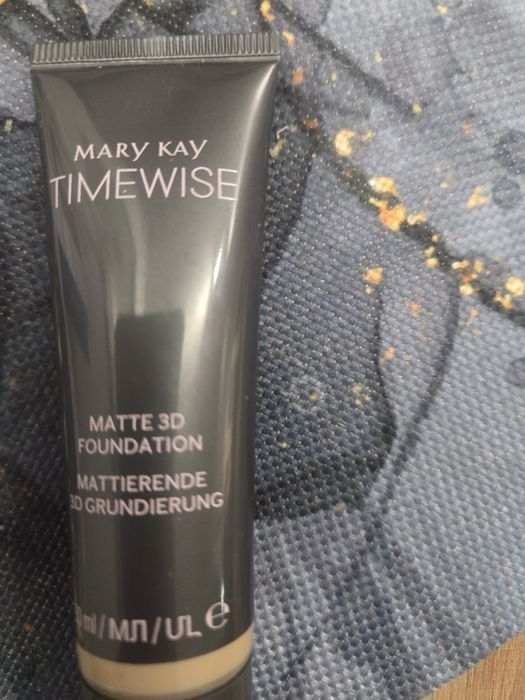 MARY KAY
TIMEWISE
MATTE 3D
FOUNDATION
MATTIERENDE
3D GRUNDIERUNG
ml/МЛ/UL ℮